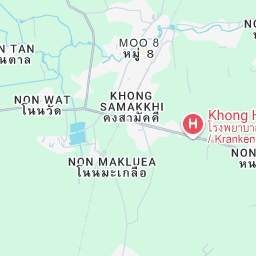 MOO 8
หมู่ 8
N TAN
นตาล
KHONG
SAMAKKHI
คงสามัคคี
NON WAT
โนนวัด
Khong H
โรงพยาบา
/ Kranken
H
NON MAKLUEA
โนนมะเกลือ
NON
หน